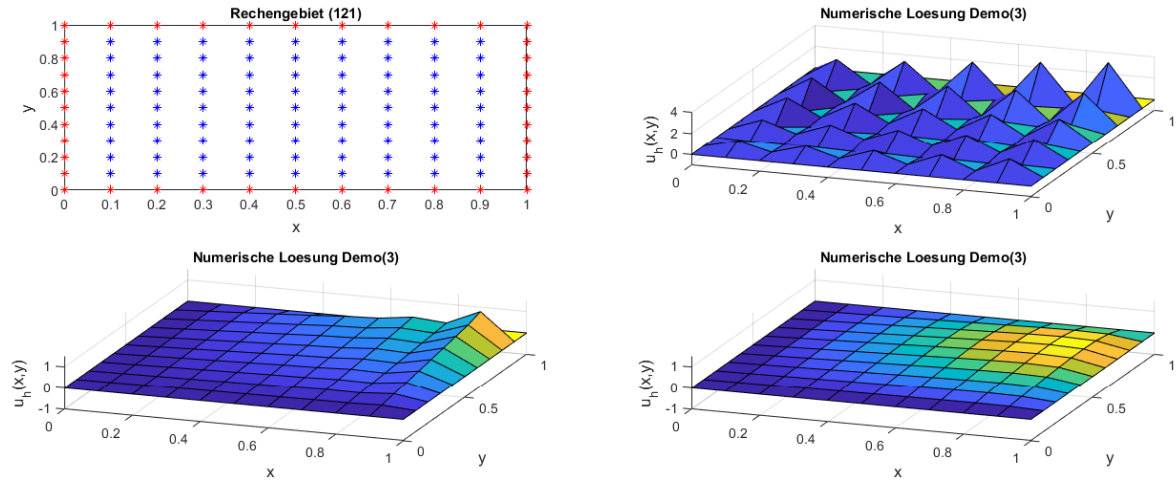 Rechengebiet (121)
1
0.8
0.6
0.4
0.2
0
y
0 0.1 0.2 0.3 0.4 0.5 0.6 0.7 0.8 0.9 1
x
Numerische Loesung Demo(3)
4
2
0
u_h(x,y)
0 0.2 0.4 0.6 0.8 1
x
0 0.5 1
y
Numerische Loesung Demo(3)
1
0
-1
u_h(x,y)
0 0.2 0.4 0.6 0.8 1
x
0 0.5 1
y
Numerische Loesung Demo(3)
1
0
-1
u_h(x,y)
0 0.2 0.4 0.6 0.8 1
x
0 0.5 1
y